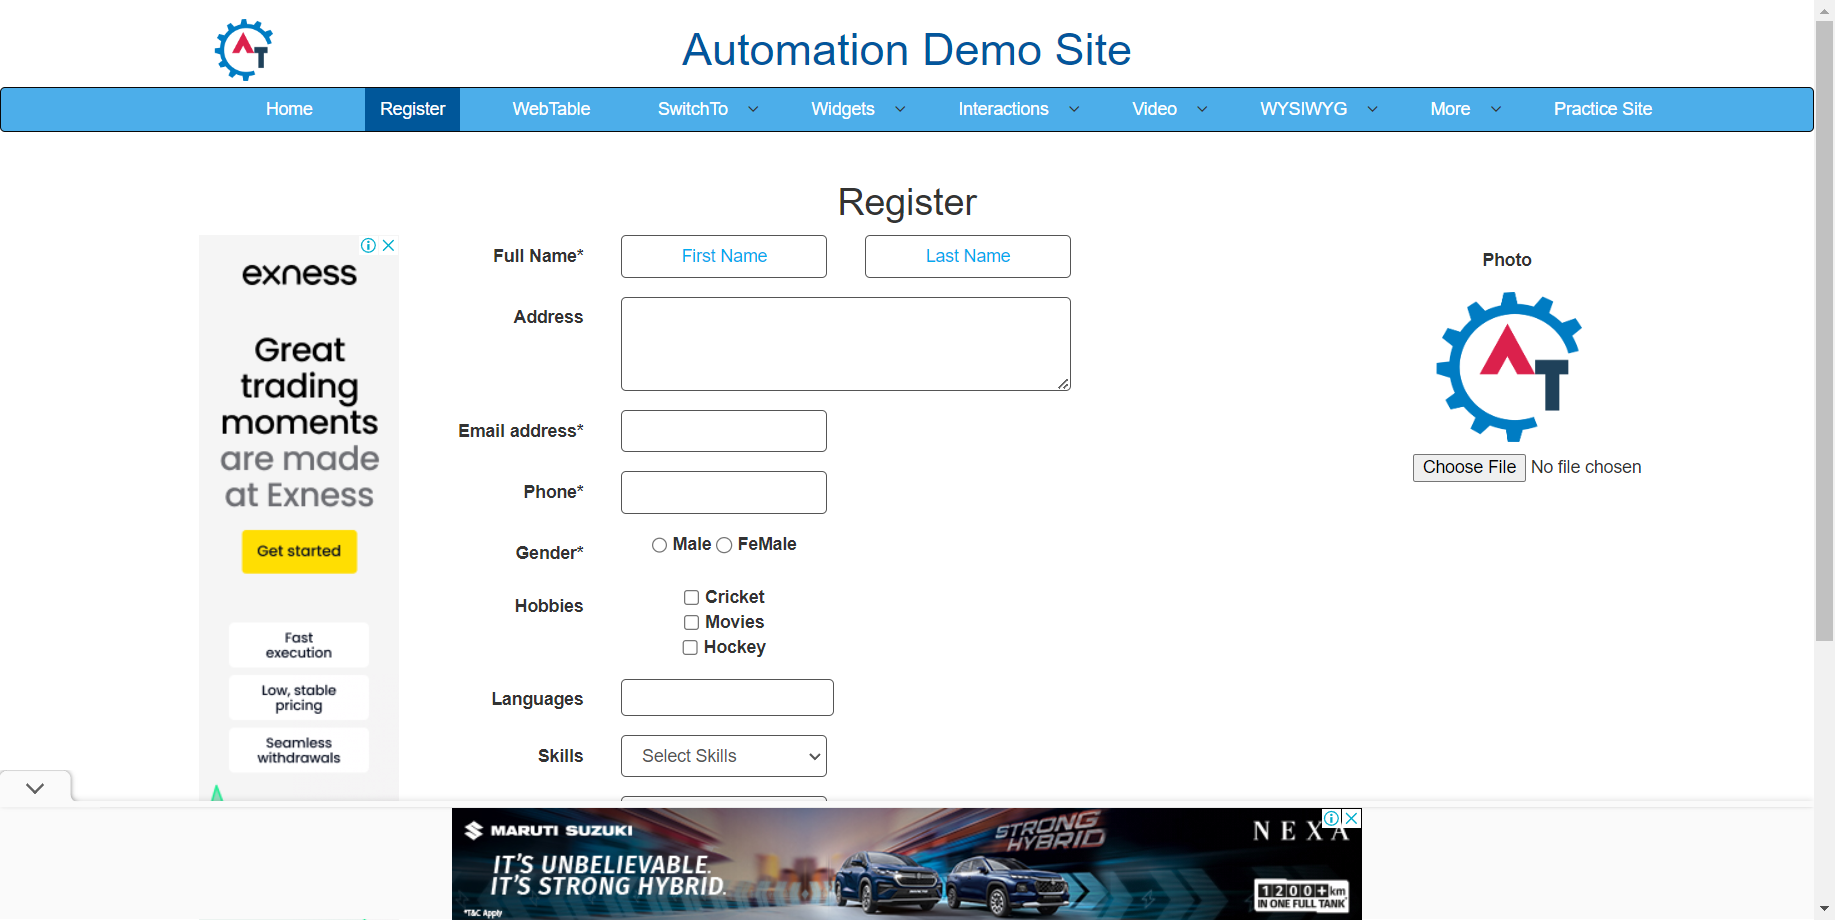 AT
Automation Demo Site
Home Register WebTable SwitchTo Widgets Interactions Video WYSIWYG More Practice Site
Register
exness
Great
trading
moments
are made
at Exness
Get started
Fast
execution
Low, stable
pricing
Seamless
withdrawals
Full Name* First Name Last Name
Address
Email address*
Phone*
Gender* Male FeMale
Hobbies Cricket
Movies
Hockey
Languages
Skills Select Skills
Photo
AT
Choose File No file chosen
MARUTI SUZUKI
IT'S UNBELIEVABLE.
IT'S STRONG HYBRID.
*T&C Apply
STRONG
HYBRID
NEXA
1200+km
IN ONE FULL TANK*